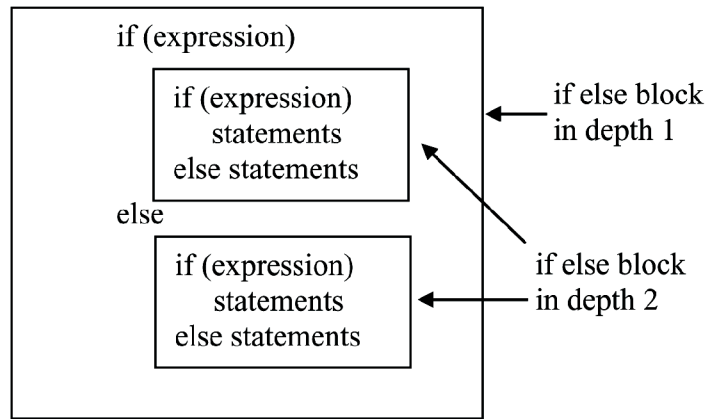 if (expression)
if (expression)
statements
else statements
else
if (expression)
statements
else statements
if else block
in depth 1
if else block
in depth 2